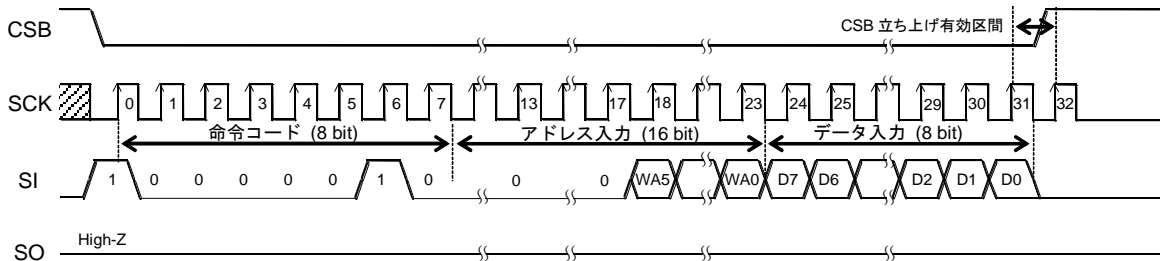 CSB
CSB 立ち上げ有効区間
SCK
0 1 2 3 4 5 6 7 13 17 18 23 24 25 29 30 31 32
命令コード (8 bit) アドレス入力 (16 bit) データ入力 (8 bit)
SI
1 0 0 0 0 0 1 0 0 0 WA5 WA0 D7 D6 D2 D1 D0
High-Z
SO